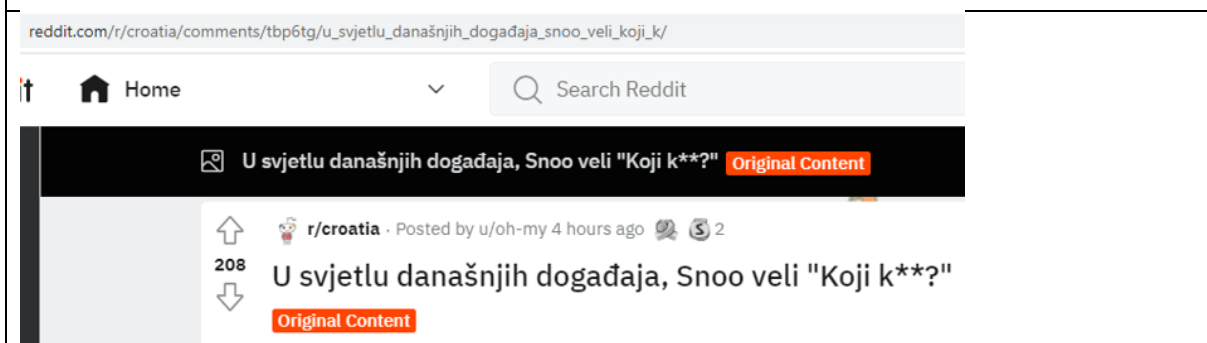 reddit.com/r/croatia/comments/tbp6tg/u_svjetlu_današnjih_događaja_snoo_veli_koji_k/
it Home Search Reddit
U svjetlu današnjih događaja, Snoo veli "Koji k**?" Original Content
r/croatia · Posted by u/oh-my 4 hours ago S 2
208
U svjetlu današnjih događaja, Snoo veli "Koji k**?"
Original Content